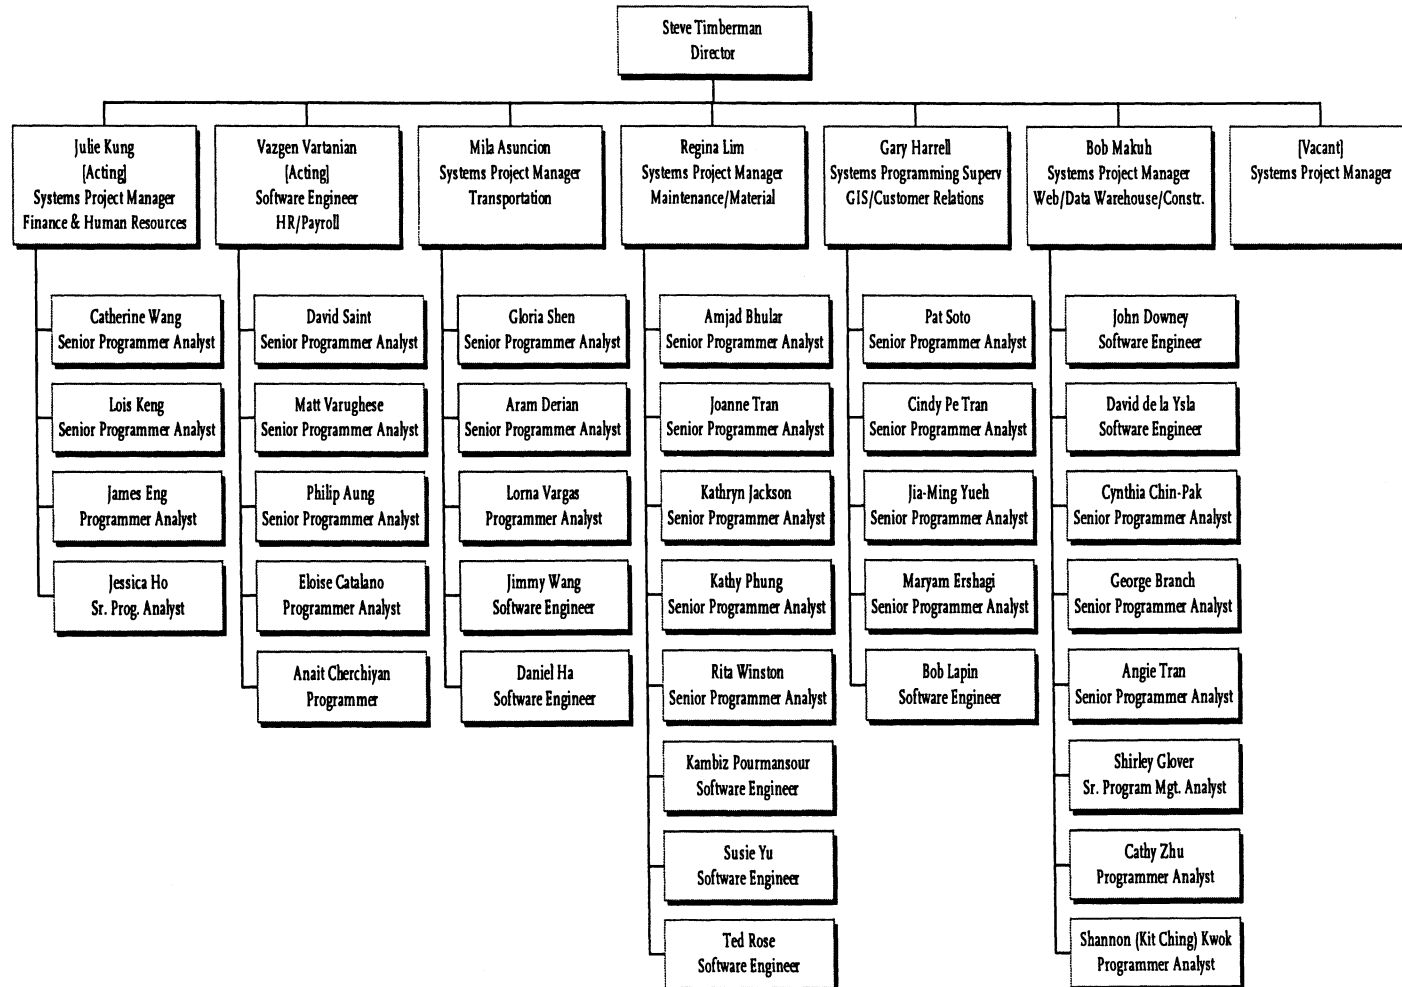 Steve Timberman
Director
Julie Kung
(Acting)
Systems Project Manager
Finance & Human Resources
Vazgen Vartanian
(Acting)
Software Engineer
HR/Payroll
Mila Asuncion
Systems Project Manager
Transportation
Regina Lim
Systems Project Manager
Maintenance/Material
Gary Harrell
Systems Programming Superv
GIS/Customer Relations
Bob Makuh
Systems Project Manager
Web/Data Warehouse/Constr.
(Vacant)
Systems Project Manager
Catherine Wang
Senior Programmer Analyst
Lois Keng
Senior Programmer Analyst
James Eng
Programmer Analyst
Jessica Ho
Sr. Prog. Analyst
David Saint
Senior Programmer Analyst
Matt Varughese
Senior Programmer Analyst
Philip Aung
Senior Programmer Analyst
Eloise Catalano
Programmer Analyst
Anait Cherchiyan
Programmer
Gloria Shen
Senior Programmer Analyst
Aram Derian
Senior Programmer Analyst
Lorna Vargas
Programmer Analyst
Jimmy Wang
Software Engineer
Daniel Ha
Software Engineer
Amjad Bhular
Senior Programmer Analyst
Joanne Tran
Senior Programmer Analyst
Kathryn Jackson
Senior Programmer Analyst
Kathy Phung
Senior Programmer Analyst
Rita Winston
Senior Programmer Analyst
Kambiz Pourmansour
Software Engineer
Susie Yu
Software Engineer
Ted Rose
Software Engineer
Pat Soto
Senior Programmer Analyst
Cindy Pe Tran
Senior Programmer Analyst
Jia-Ming Yueh
Senior Programmer Analyst
Maryam Ershagi
Senior Programmer Analyst
Bob Lapin
Software Engineer
John Downey
Software Engineer
David de la Ysla
Software Engineer
Cynthia Chin-Pak
Senior Programmer Analyst
George Branch
Senior Programmer Analyst
Angie Tran
Senior Programmer Analyst
Shirley Glover
Sr. Program Mgt. Analyst
Cathy Zhu
Programmer Analyst
Shannon (Kit Ching) Kwok
Programmer Analyst